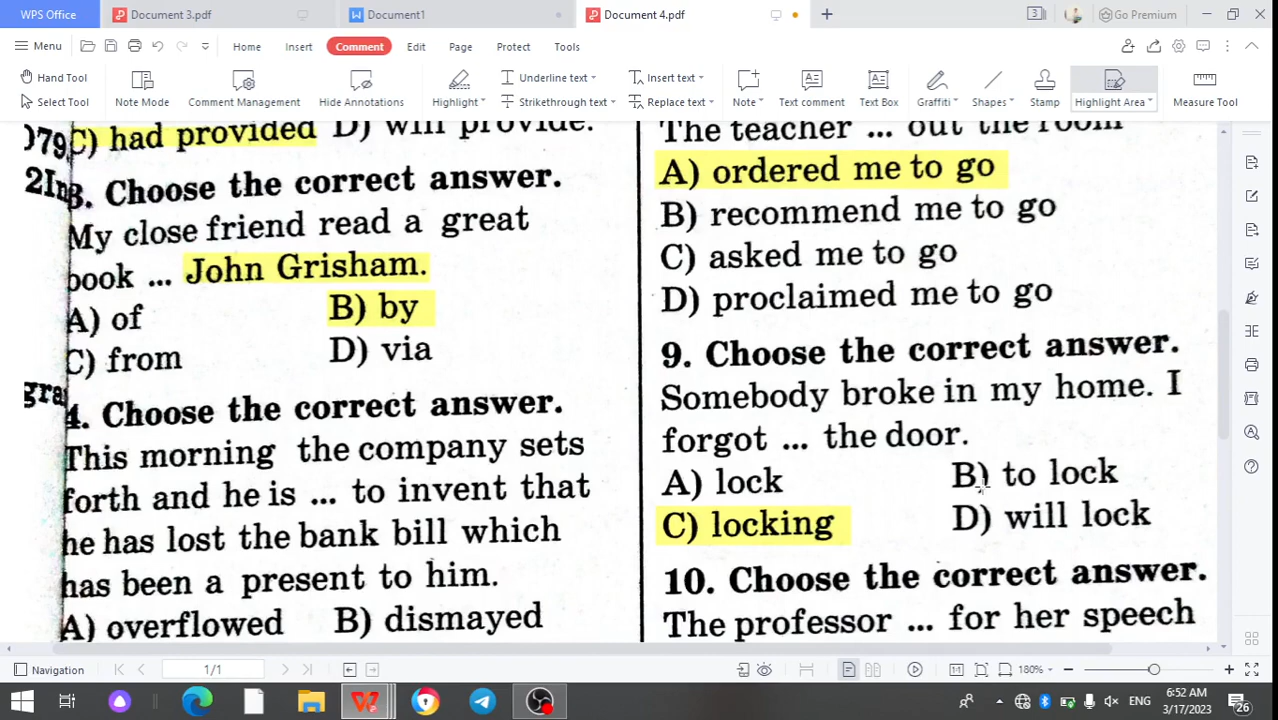 WPS Office
Document 3.pdf
Document1
Document 4.pdf
3
Go Premium
Menu
Home
Insert
Comment
Edit
Page
Protect
Tools
Hand Tool
Select Tool
Note Mode
Comment Management
Hide Annotations
Highlight
Underline text
Strikethrough text
Insert text
Replace text
Note
Text comment
Text Box
Graffiti
Shapes
Stamp
Highlight Area
Measure Tool
C) had provided D) will provide.
3. Choose the correct answer.
My close friend read a great
book ... John Grisham.
A) of B) by
C) from D) via
4. Choose the correct answer.
This morning the company sets
forth and he is ... to invent that
he has lost the bank bill which
has been a present to him.
A) overflowed B) dismayed
The teacher ... out the room
A) ordered me to go
B) recommend me to go
C) asked me to go
D) proclaimed me to go
9. Choose the correct answer.
Somebody broke in my home. I
forgot ... the door.
A) lock B) to lock
C) locking D) will lock
10. Choose the correct answer.
The professor ... for her speech
Navigation
1/1
180%
ENG
6:52 AM
3/17/2023
26